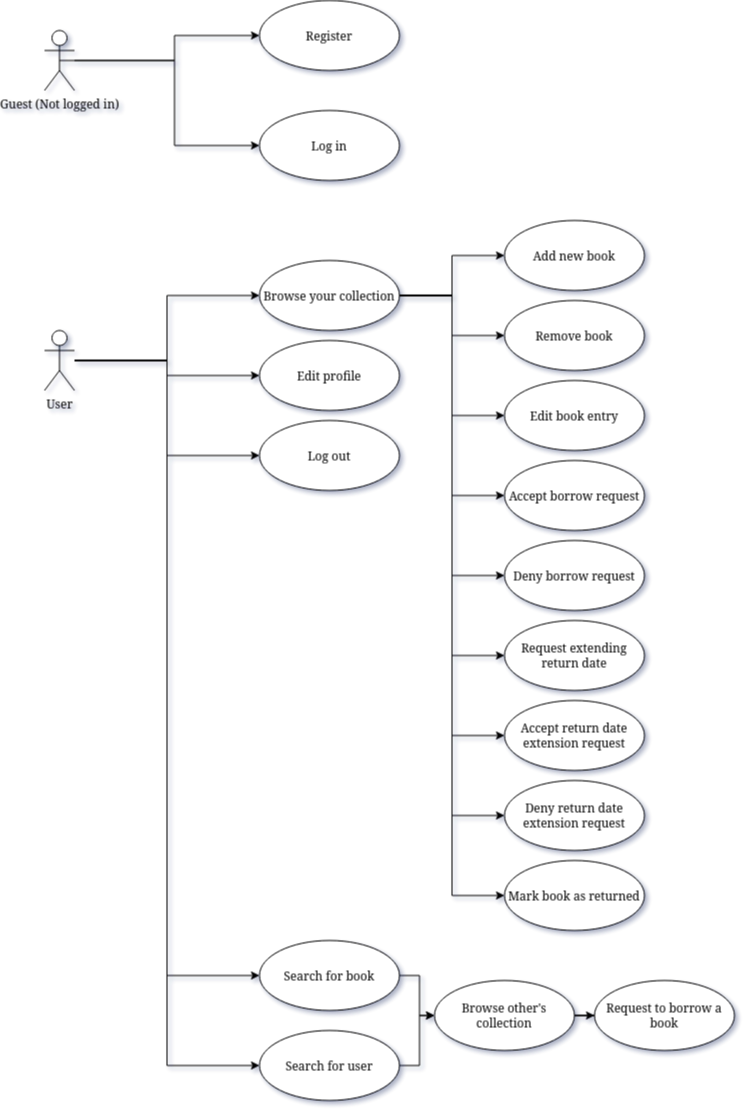 Register
Guest (Not logged in)
Log in
Browse your collection
Edit profile
Log out
User
Add new book
Remove book
Edit book entry
Accept borrow request
Deny borrow request
Request extending
return date
Accept return date
extension request
Deny return date
extension request
Mark book as returned
Search for book
Search for user
Browse other's
collection
Request to borrow a
book